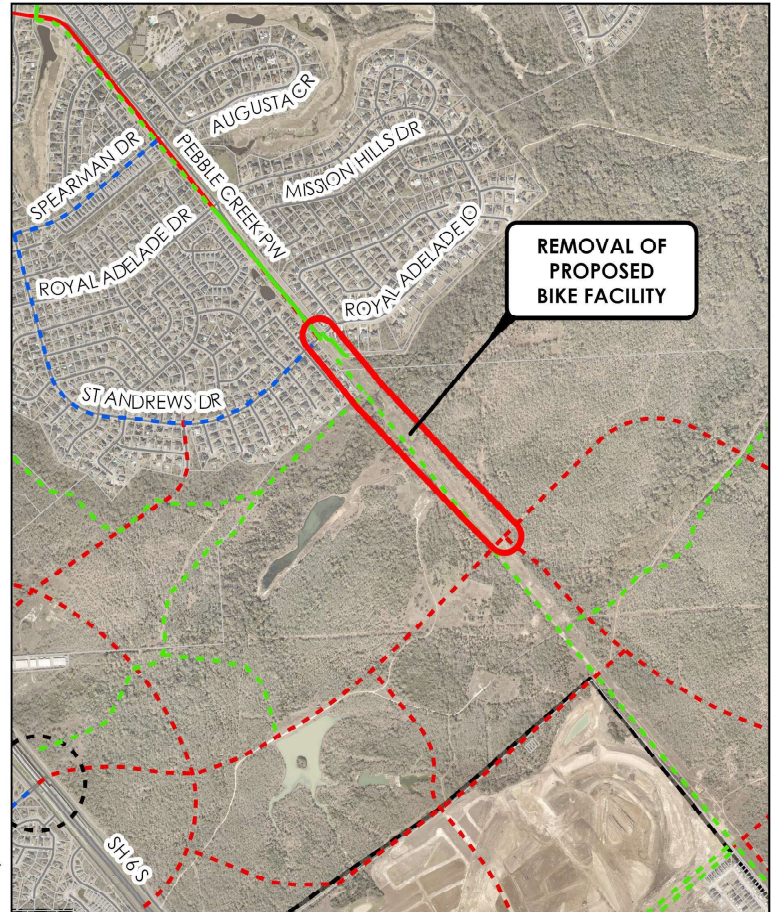 AUGUSTA CR
SPEARMAN DR
PEBBLE CREEK PW
MISSION HILLS DR
ROYAL ADELADE DR
ROYAL ADELADE LO
REMOVAL OF
PROPOSED
BIKE FACILITY
ST ANDREWS DR
SH 6 S